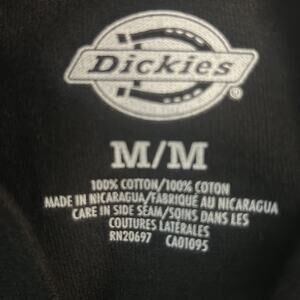 Dickies
M/M
100% COTTON/100% COTON
MADE IN NICARAGUA/FABRIQUÉ AU NICARAGUA
CARE IN SIDE SEAM/SOINS DANS LES
COUTURES LATÉRALES
RN20697 CA01095